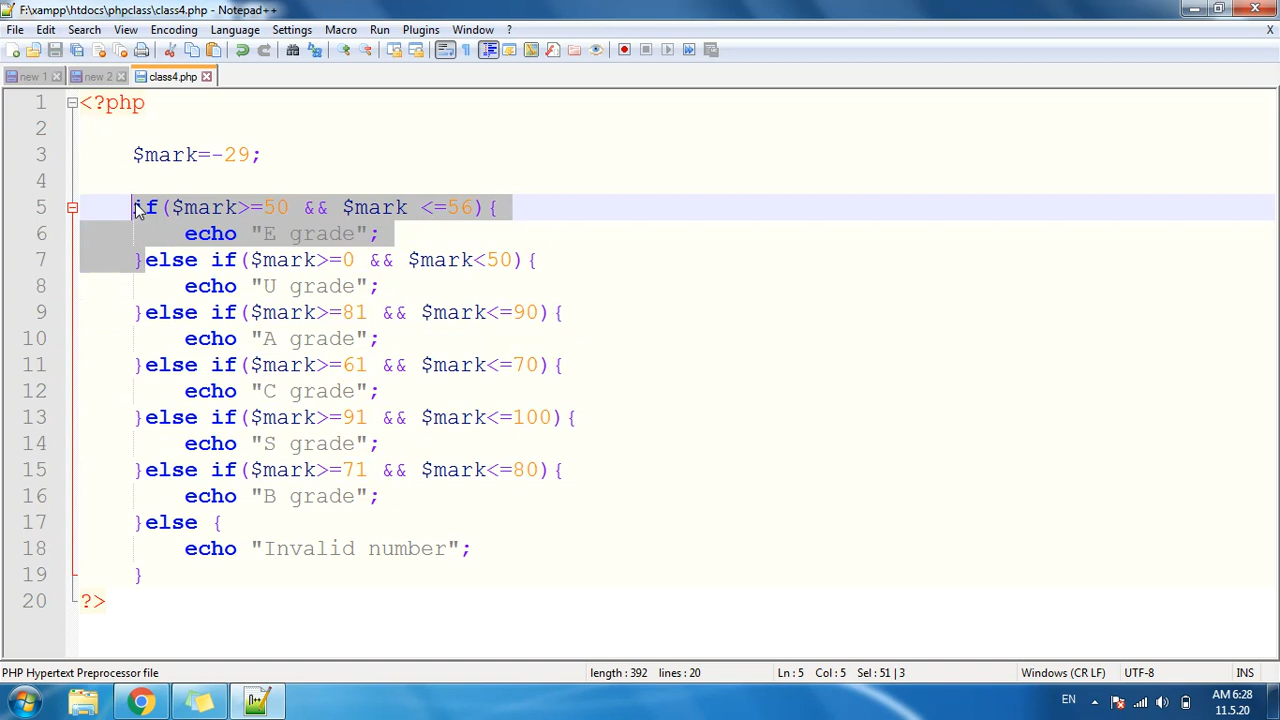 F:\xampp\htdocs\phpclass\class4.php - Notepad++
File Edit Search View Encoding Language Settings Macro Run Plugins Window ? X
new 1 new 2 class4.php
1 <?php
2
3 $mark=-29;
4
5 if($mark>=50 && $mark <=56){
6 echo "E grade";
7 }else if($mark>=0 && $mark<50){
8 echo "U grade";
9 }else if($mark>=81 && $mark<=90){
10 echo "A grade";
11 }else if($mark>=61 && $mark<=70){
12 echo "C grade";
13 }else if($mark>=91 && $mark<=100){
14 echo "S grade";
15 }else if($mark>=71 && $mark<=80){
16 echo "B grade";
17 }else {
18 echo "Invalid number";
19 }
20 ?>
PHP Hypertext Preprocessor file length : 392 lines : 20 Ln : 5 Col : 5 Sel : 51 | 3 Windows (CR LF) UTF-8 INS
EN AM 6:28
11.5.20